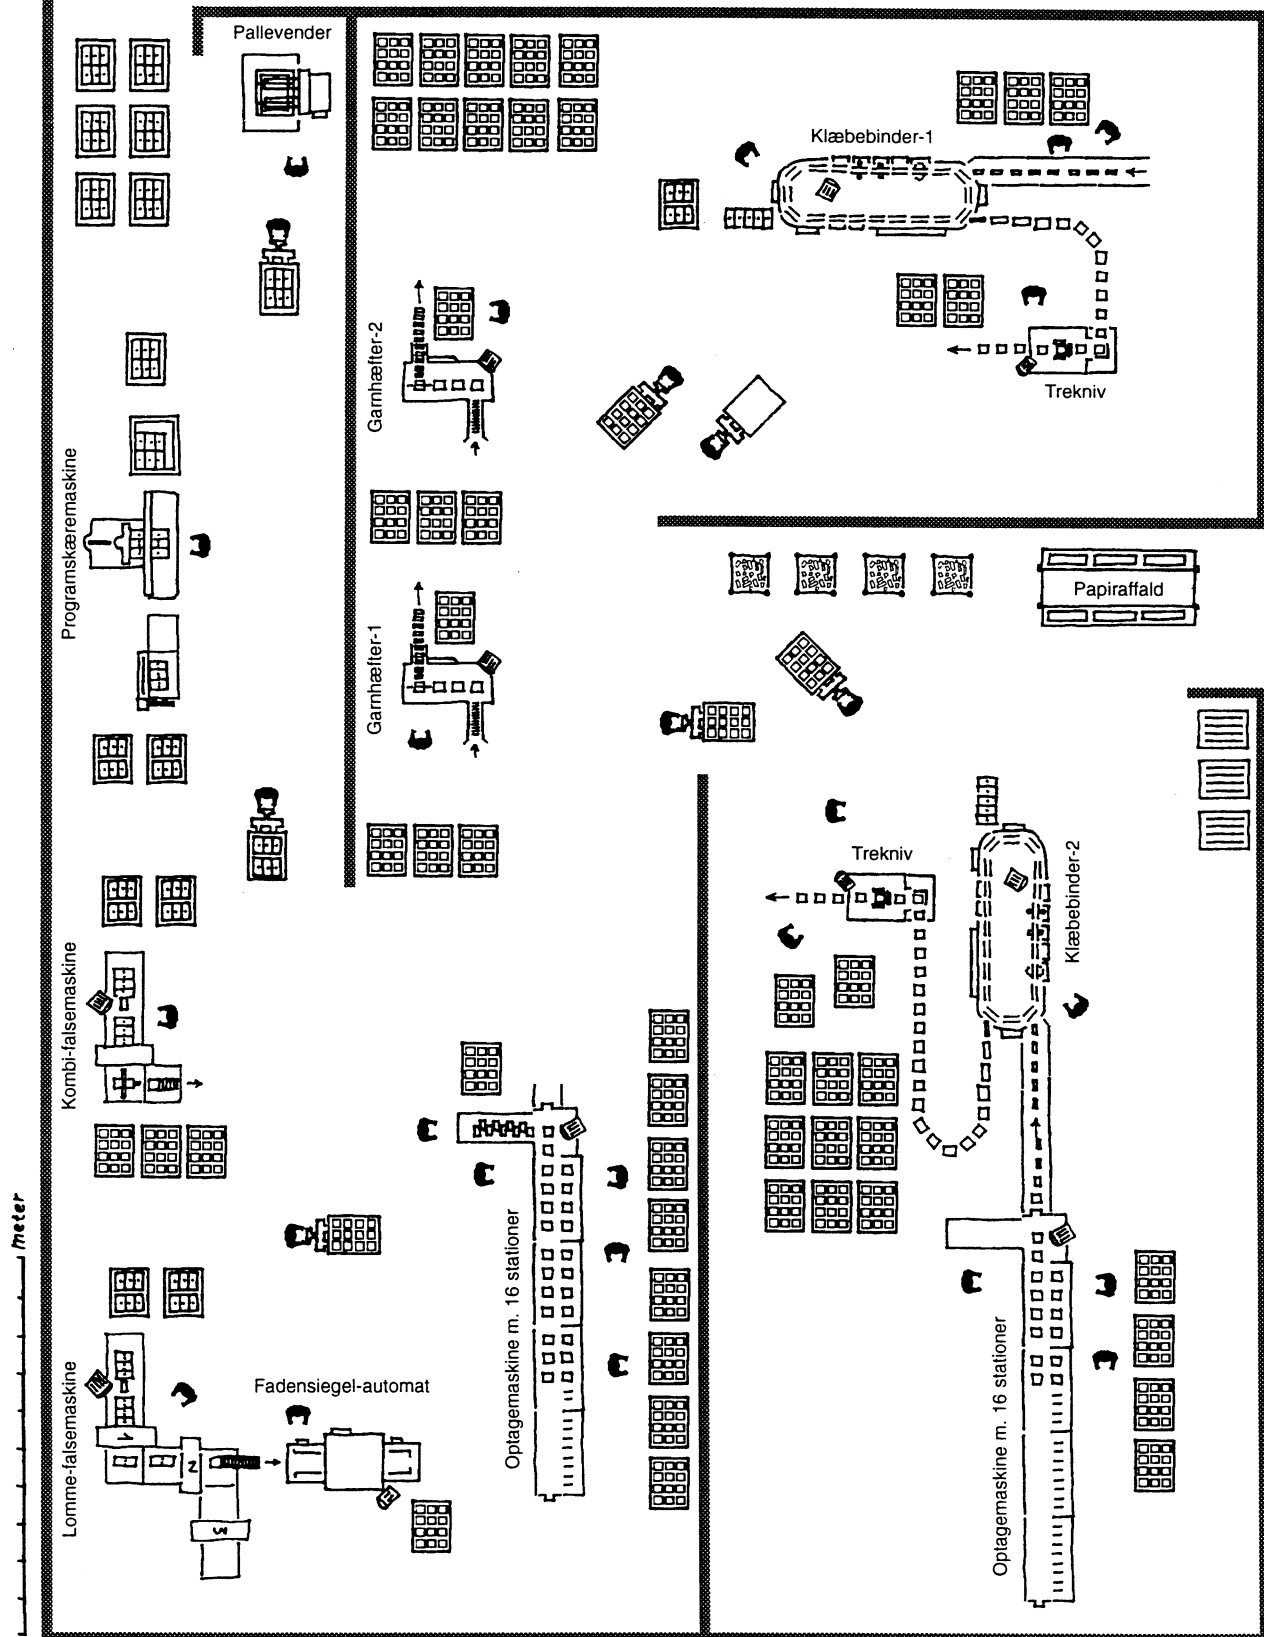 Pallevender
Klæbebinder-1
Garnhæfter-2
Trekniv
Programskæremaskine
Papiraffald
Garnhæfter-1
Trekniv
Klæbebinder-2
Kombi-falsemaskine
meter
Optagemaskine m. 16 stationer
Fadensiegel-automat
Lomme-falsemaskine
Optagemaskine m. 16 stationer
1
2
3